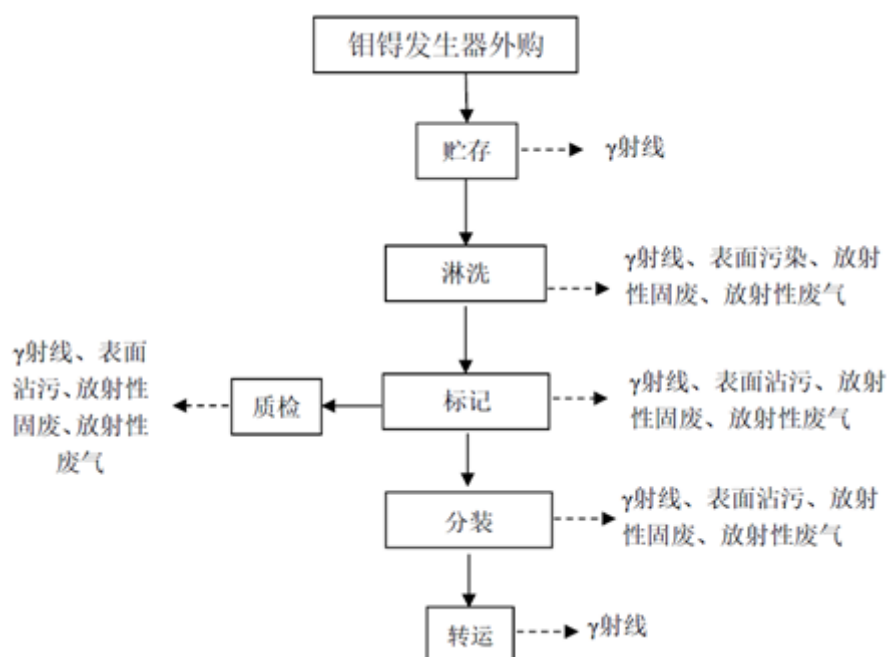 钼锝发生器外购
贮存
γ射线
淋洗
γ射线、表面污染、放射
性固废、放射性废气
γ射线、表面
沾污、放射性
固废、放射性
废气
质检
标记
γ射线、表面沾污、放射
性固废、放射性废气
分装
γ射线、表面沾污、放射
性固废、放射性废气
转运
γ射线